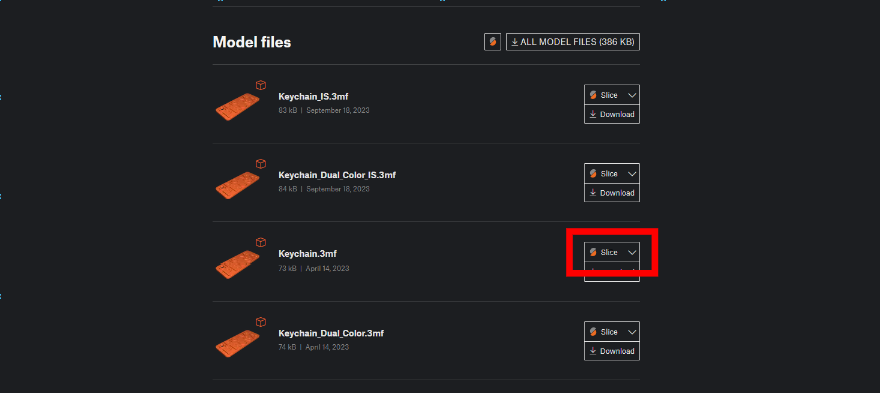 Model files
ALL MODEL FILES (386 KB)
Keychain_IS.3mf
83 kB | September 18, 2023
Slice
Download
Keychain_Dual_Color_IS.3mf
84 kB | September 18, 2023
Slice
Download
Keychain.3mf
73 kB | April 14, 2023
Slice
Keychain_Dual_Color.3mf
74 kB | April 14, 2023
Slice
Download